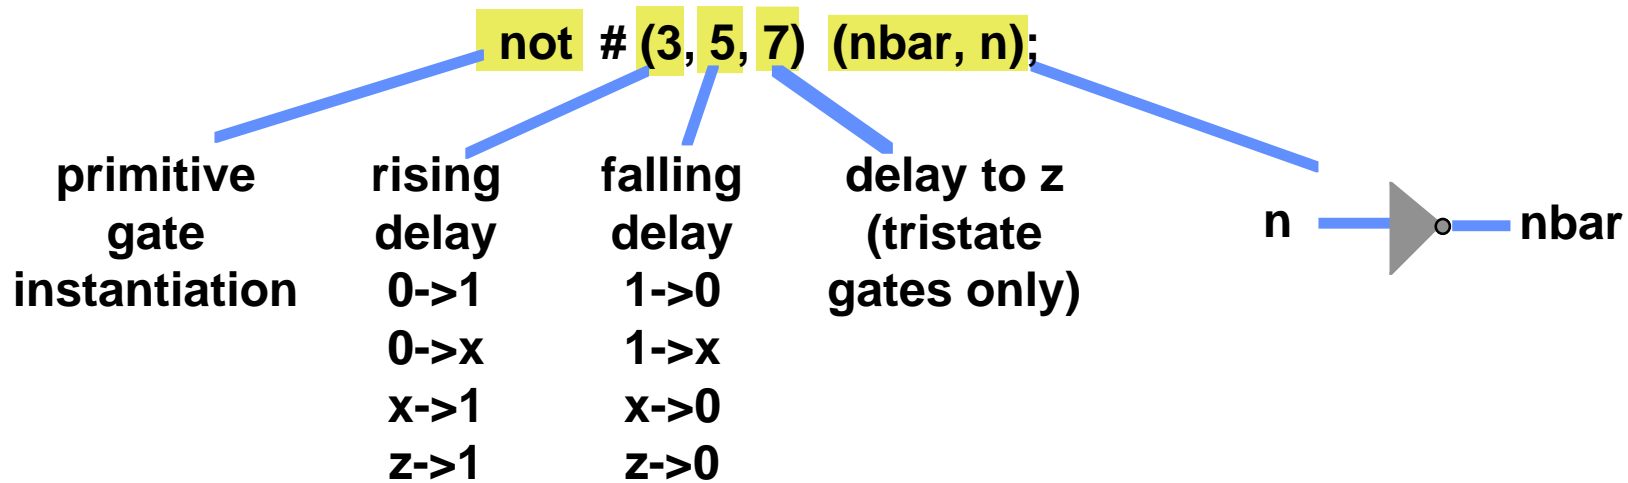 not # (3, 5, 7) (nbar, n);
primitive
gate
instantiation
rising
delay
0->1
0->x
x->1
z->1
falling
delay
1->0
1->x
x->0
z->0
delay to z
(tristate
gates only)
n
nbar